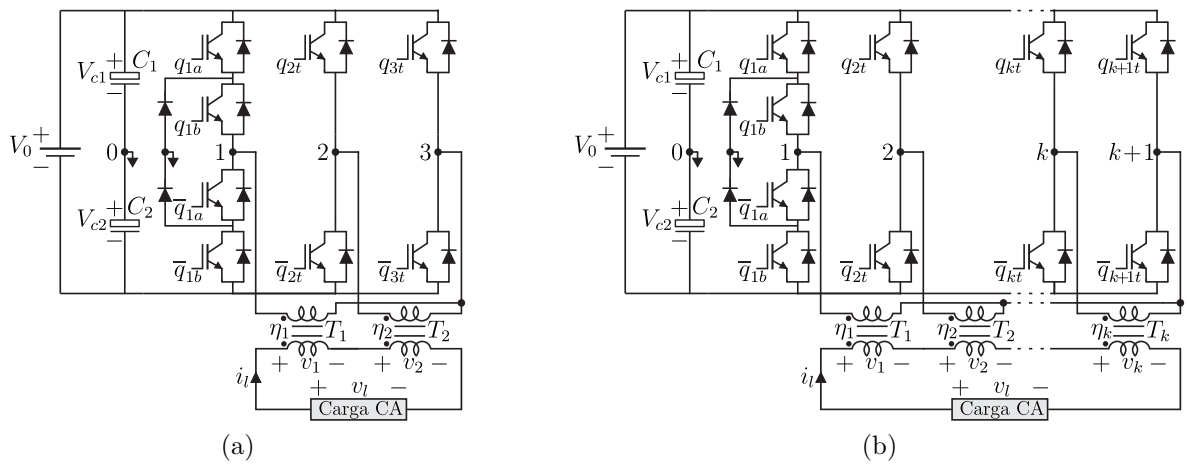 V0 + −
Vc1 + − C1
Vc2 + − C2
0 1 2 3
q1a q2t q3t
q1b
q̅1a
q̅1b q̅2t q̅3t
η1 T1 η2 T2
+ v1 − + v2 −
il + vl −
Carga CA
(a)
V0 + −
Vc1 + − C1
Vc2 + − C2
0 1 2 k k+1
q1a q2t qkt qk+1t
q1b
q̅1a
q̅1b q̅2t q̅kt q̅k+1t
η1 T1 η2 T2 ηk Tk
+ v1 − + v2 − + vk −
il + vl −
Carga CA
(b)